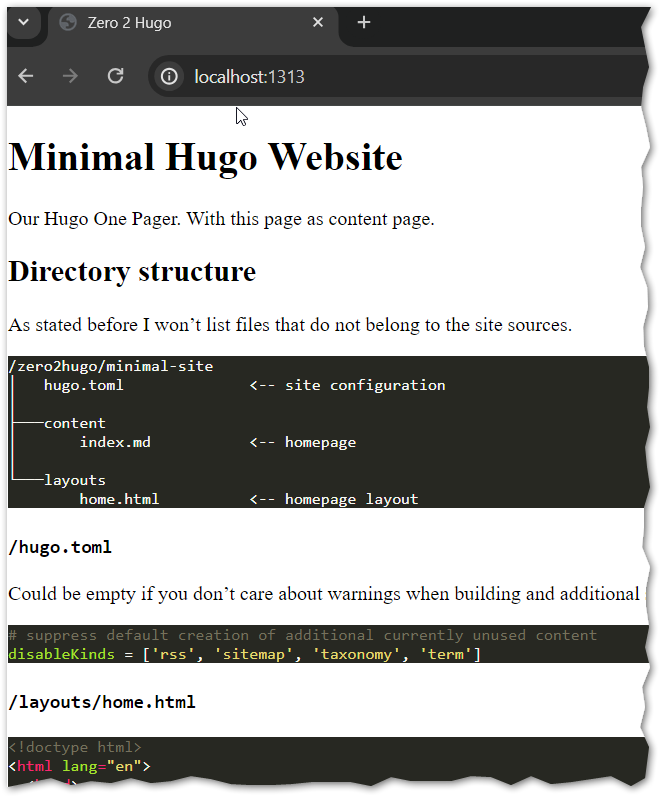 Zero 2 Hugo
localhost:1313
Minimal Hugo Website
Our Hugo One Pager. With this page as content page.
Directory structure
As stated before I won’t list files that do not belong to the site sources.
/zero2hugo/minimal-site
│   hugo.toml              <-- site configuration
│
├───content
│       index.md           <-- homepage
│
└───layouts
        home.html          <-- homepage layout
/hugo.toml
Could be empty if you don’t care about warnings when building and additional
# suppress default creation of additional currently unused content
disableKinds = ['rss', 'sitemap', 'taxonomy', 'term']
/layouts/home.html
<!doctype html>
<html lang="en">